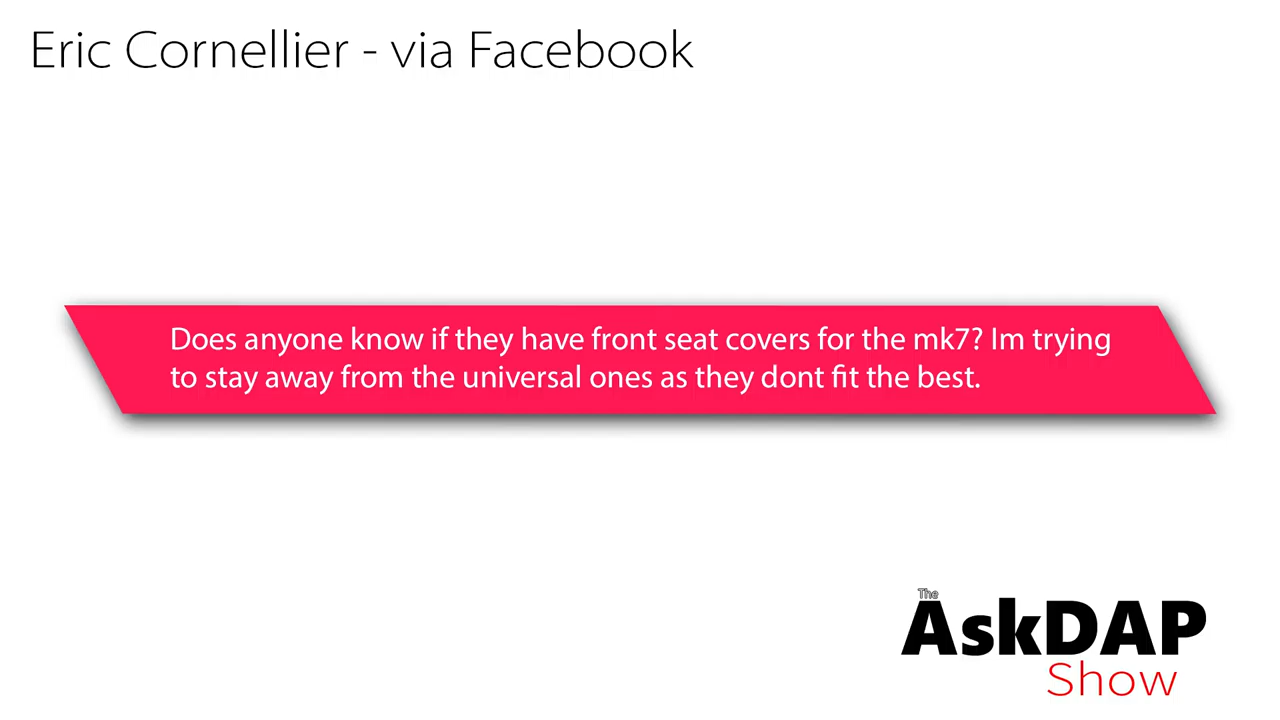 Eric Cornellier - via Facebook
Does anyone know if they have front seat covers for the mk7? Im trying
to stay away from the universal ones as they dont fit the best.
The
AskDAP
Show